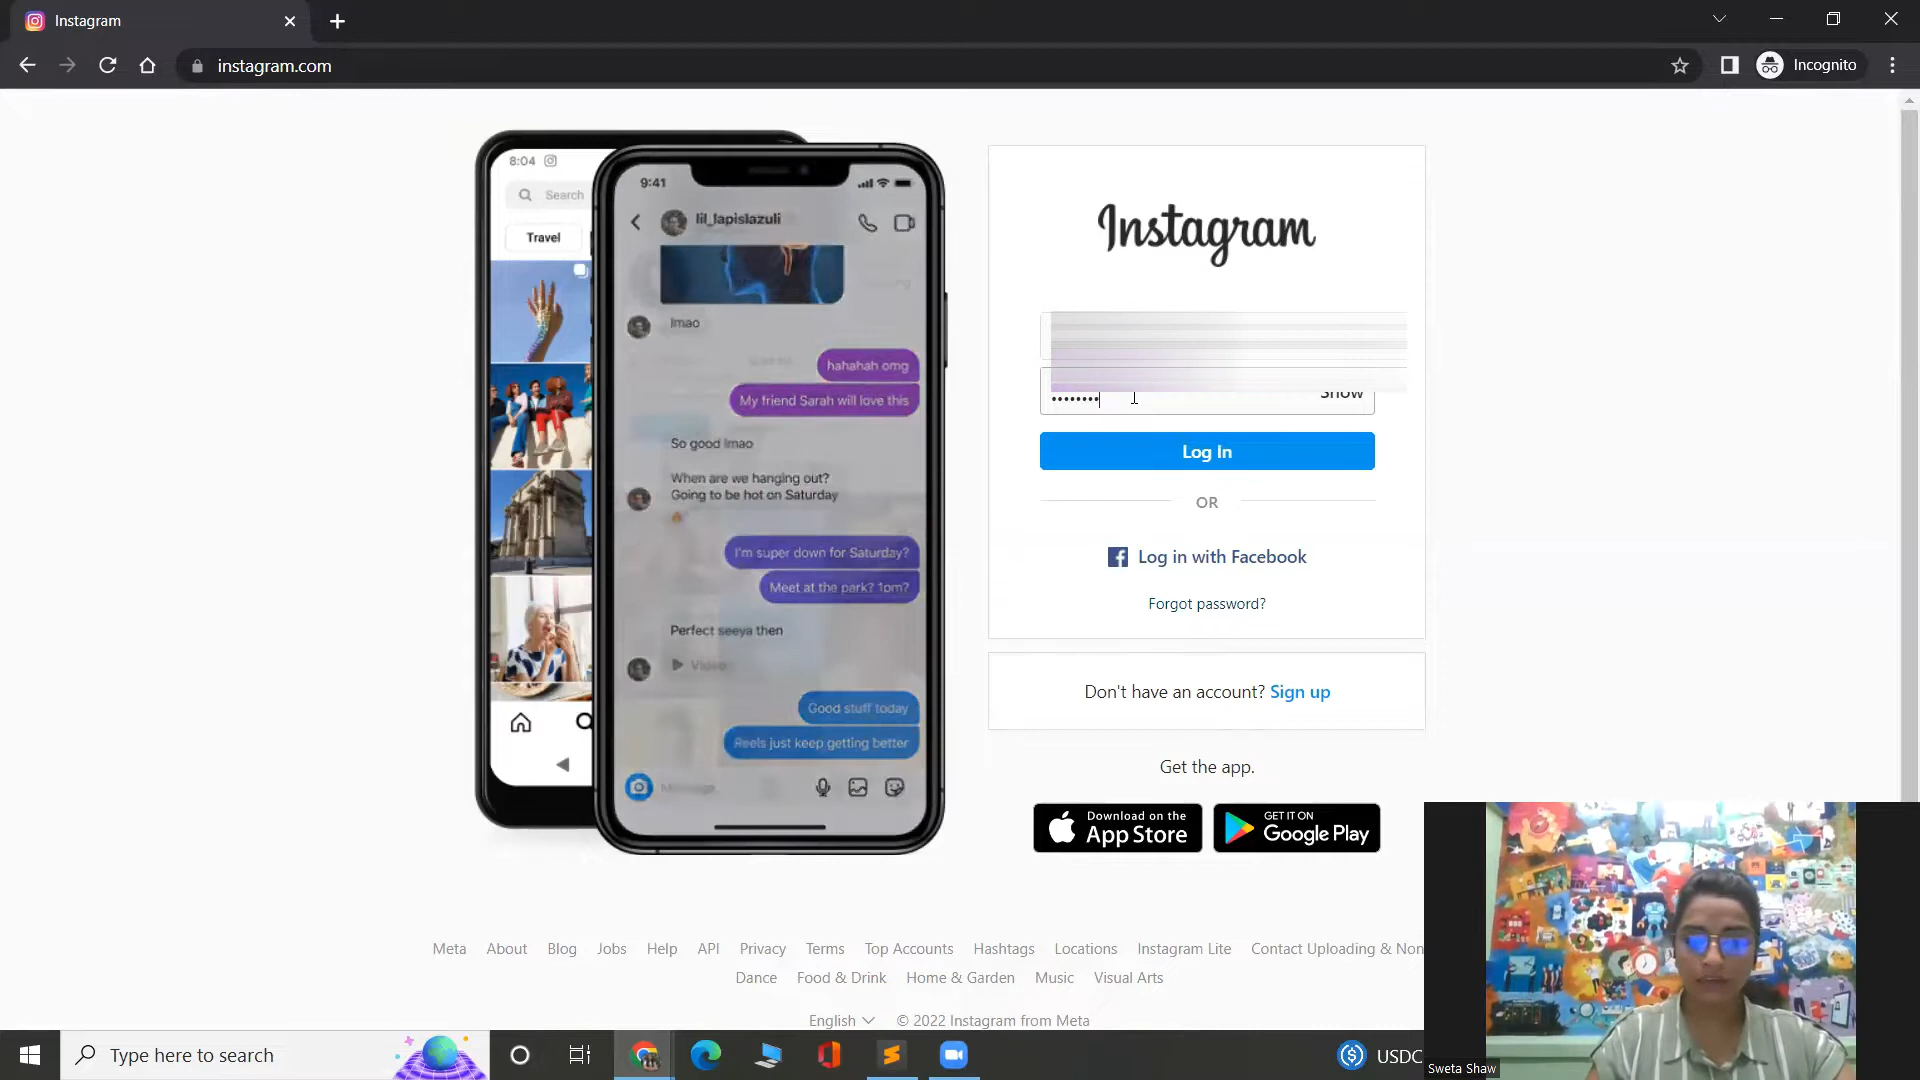 Instagram
instagram.com
Incognito
8:04
Search
Travel
9:41
lil_lapislazuli
lmao
hahahah omg
My friend Sarah will love this
So good lmao
When are we hanging out?
Going to be hot on Saturday
I'm super down for Saturday?
Meet at the park? 1pm?
Perfect seeya then
Video
Good stuff today
Reels just keep getting better
Message
Instagram
Show
Log In
OR
Log in with Facebook
Forgot password?
Don't have an account? Sign up
Get the app.
Download on the
App Store
GET IT ON
Google Play
Meta About Blog Jobs Help API Privacy Terms Top Accounts Hashtags Locations Instagram Lite Contact Uploading & Non
Dance Food & Drink Home & Garden Music Visual Arts
English © 2022 Instagram from Meta
Type here to search
USDC
Sweta Shaw